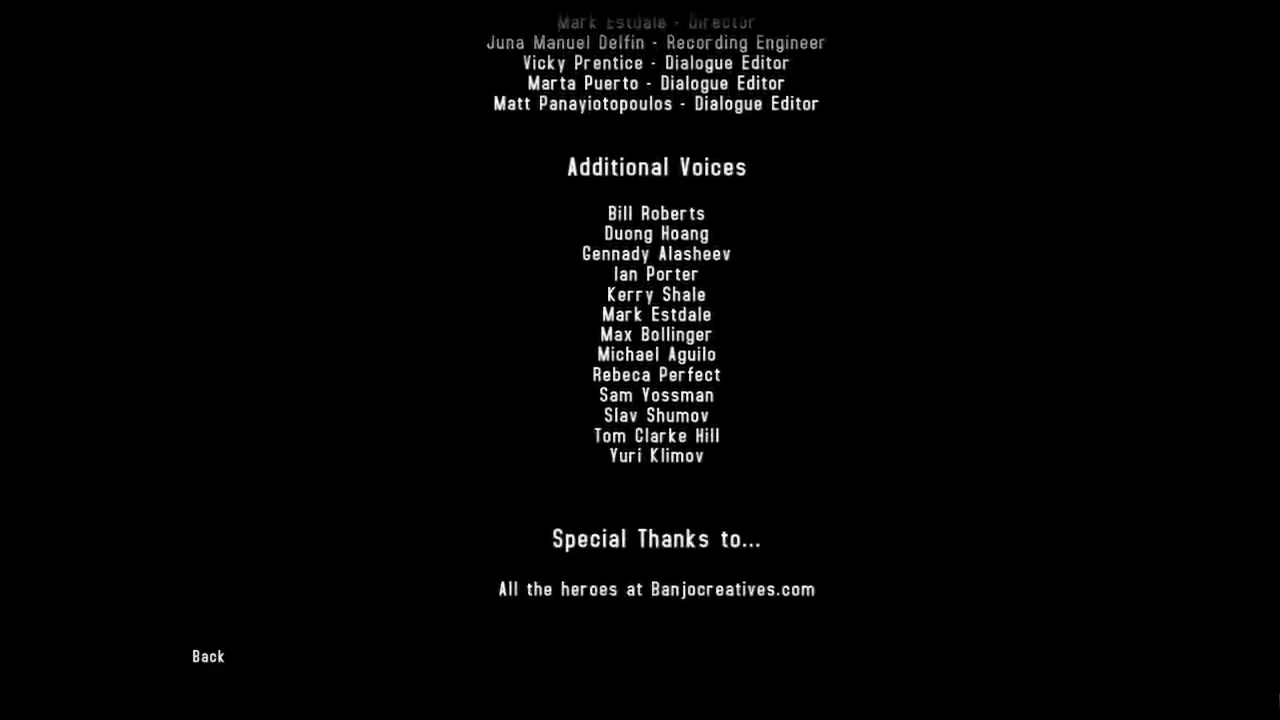 Mark Estdale - Director
Juna Manuel Delfin - Recording Engineer
Vicky Prentice - Dialogue Editor
Marta Puerto - Dialogue Editor
Matt Panayiotopoulos - Dialogue Editor
Additional Voices
Bill Roberts
Duong Hoang
Gennady Alasheev
Ian Porter
Kerry Shale
Mark Estdale
Max Bollinger
Michael Aguilo
Rebeca Perfect
Sam Vossman
Slav Shumov
Tom Clarke Hill
Yuri Klimov
Special Thanks to...
All the heroes at Banjocreatives.com
Back